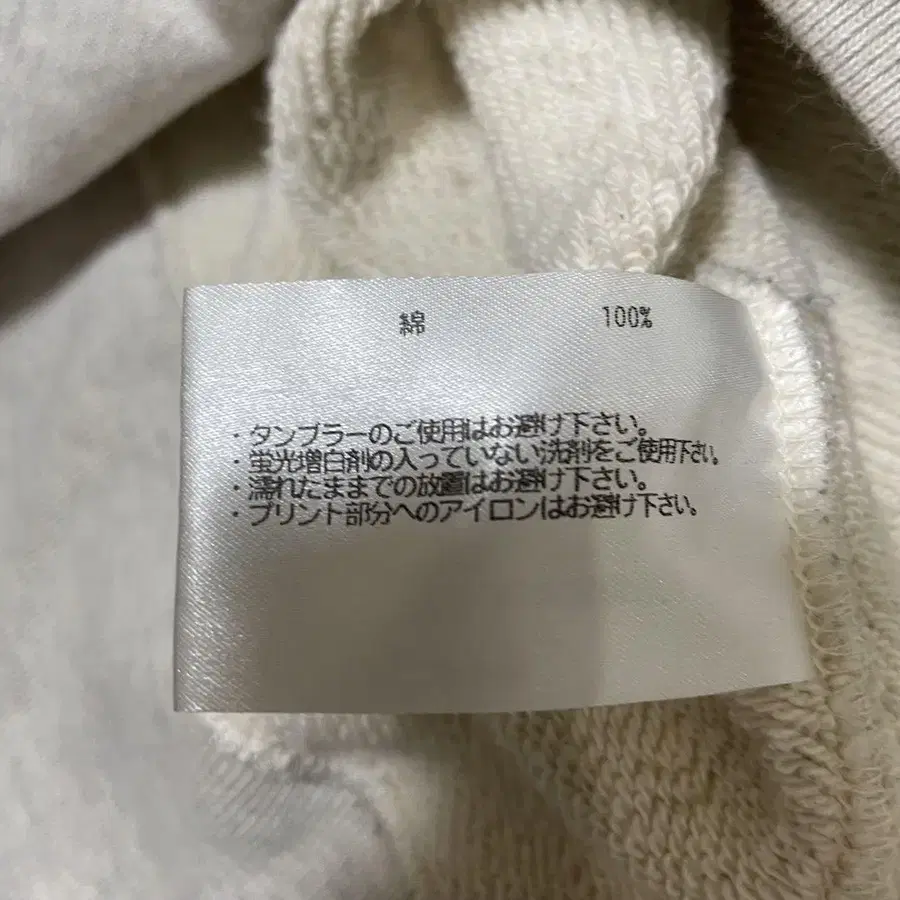 綿 100%
・タンブラーのご使用はお避け下さい。
・蛍光増白剤の入っていない洗剤をご使用下さい。
・濡れたままでの放置はお避け下さい。
・プリント部分へのアイロンはお避け下さい。